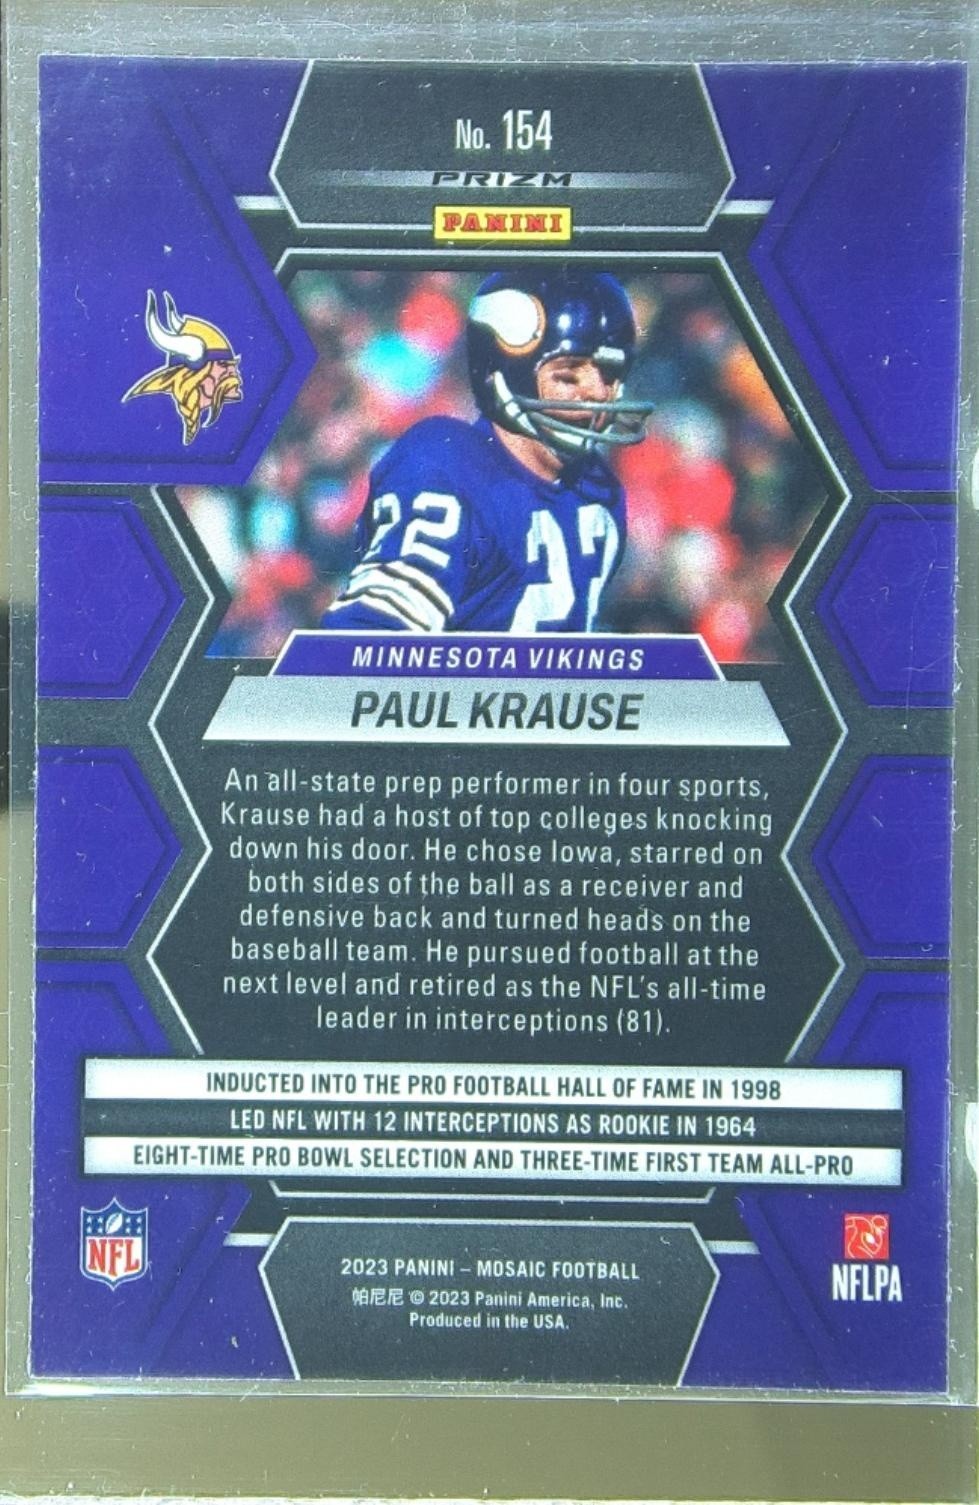 No. 154
PRIZM
PANINI
22
22
MINNESOTA VIKINGS
PAUL KRAUSE
An all-state prep performer in four sports,
Krause had a host of top colleges knocking
down his door. He chose Iowa, starred on
both sides of the ball as a receiver and
defensive back and turned heads on the
baseball team. He pursued football at the
next level and retired as the NFL's all-time
leader in interceptions (81).
INDUCTED INTO THE PRO FOOTBALL HALL OF FAME IN 1998
LED NFL WITH 12 INTERCEPTIONS AS ROOKIE IN 1964
EIGHT-TIME PRO BOWL SELECTION AND THREE-TIME FIRST TEAM ALL-PRO
NFL
NFLPA
2023 PANINI – MOSAIC FOOTBALL
帕尼尼 © 2023 Panini America, Inc.
Produced in the USA.